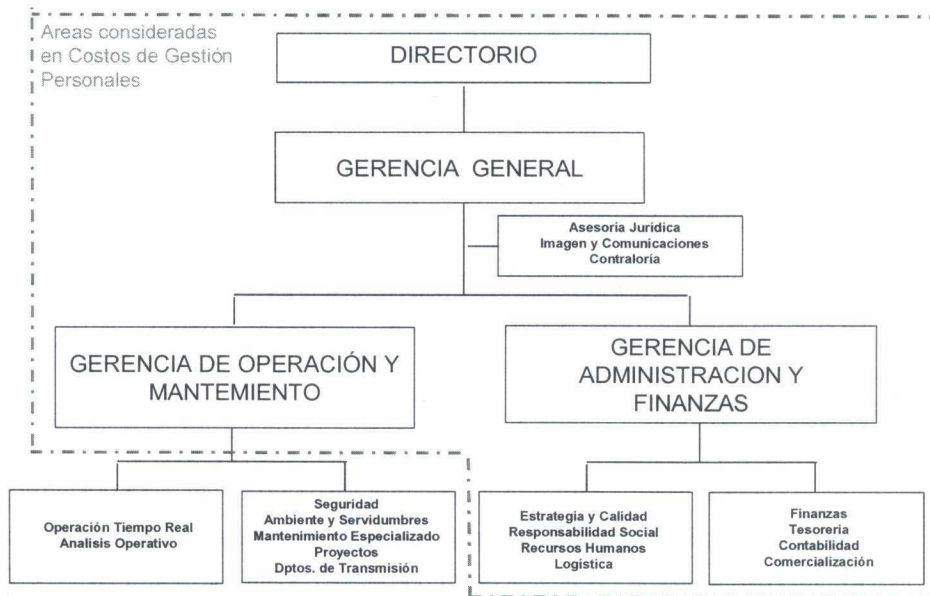 Areas consideradas
en Costos de Gestión
Personales
DIRECTORIO
GERENCIA GENERAL
Asesoria Juridica
Imagen y Comunicaciones
Contraloría
GERENCIA DE OPERACIÓN Y
MANTEMIENTO
GERENCIA DE
ADMINISTRACION Y
FINANZAS
Operación Tiempo Real
Analisis Operativo
Seguridad
Ambiente y Servidumbres
Mantenimiento Especializado
Proyectos
Dptos. de Transmisión
Estrategia y Calidad
Responsabilidad Social
Recursos Humanos
Logística
Finanzas
Tesoreria
Contabilidad
Comercialización